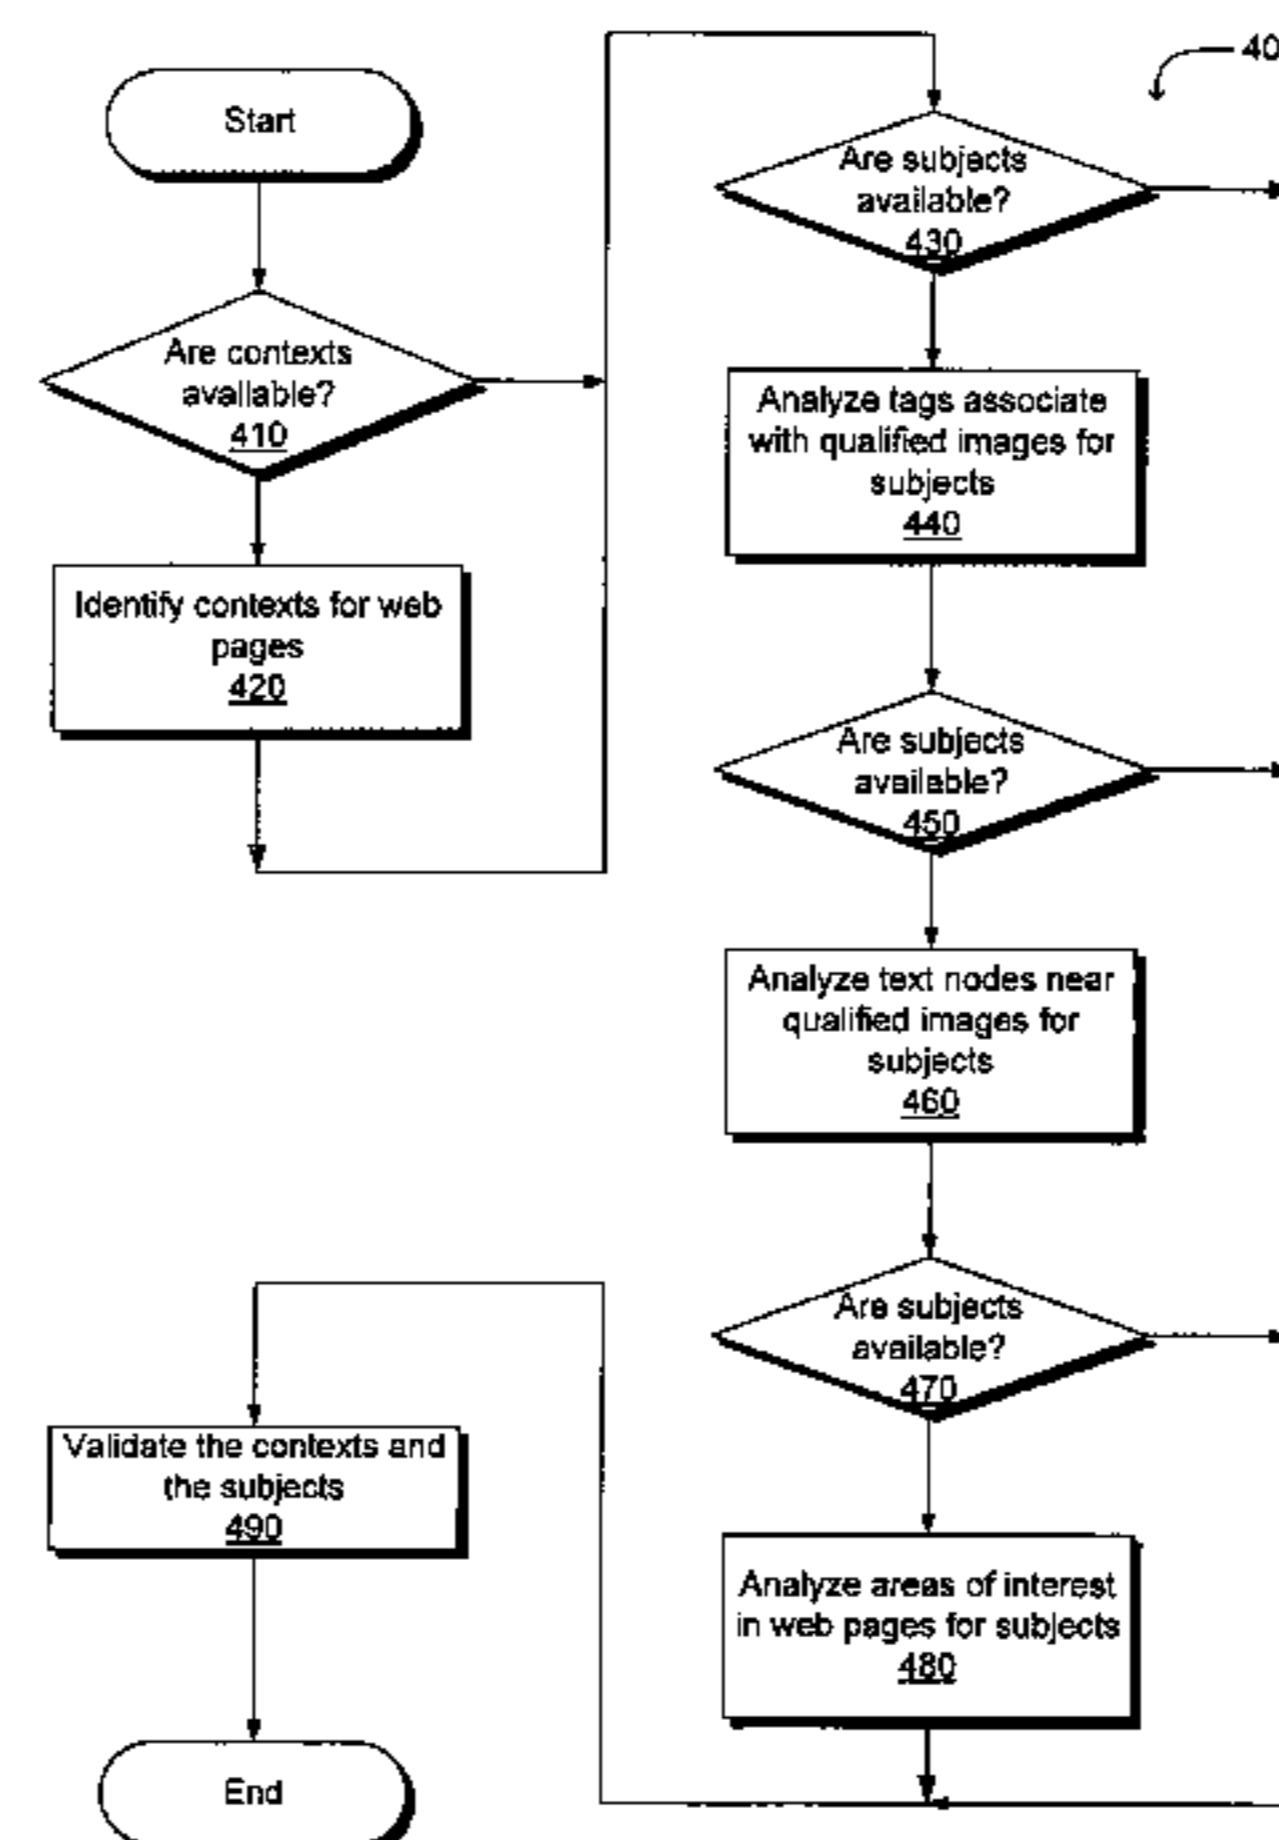 Start
Are contexts
available?
410
Identify contexts for web
pages
420
40
Are subjects
available?
430
Analyze tags associate
with qualified images for
subjects
440
Are subjects
available?
450
Analyze text nodes near
qualified images for
subjects
460
Are subjects
available?
470
Analyze areas of interest
in web pages for subjects
480
Validate the contexts and
the subjects
490
End